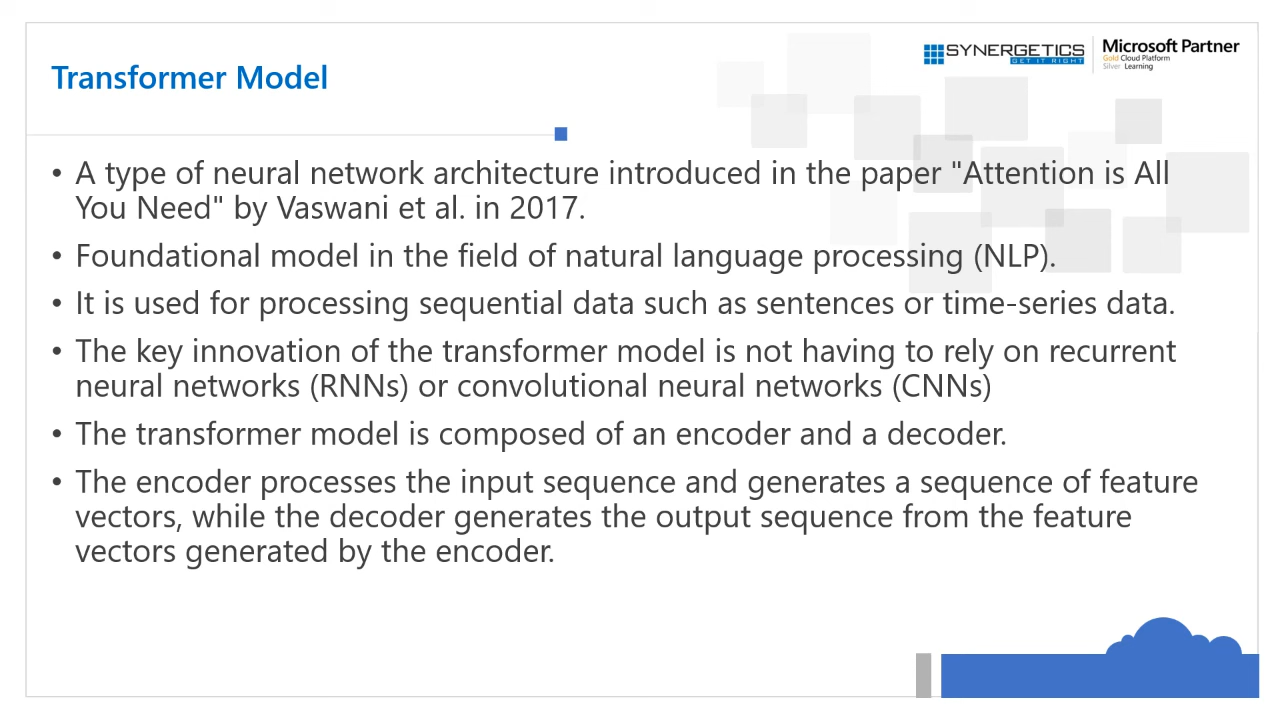 SYNERGETICS
GET IT RIGHT
Microsoft Partner
Gold Cloud Platform
Silver Learning
Transformer Model
• A type of neural network architecture introduced in the paper "Attention is All
You Need" by Vaswani et al. in 2017.
• Foundational model in the field of natural language processing (NLP).
• It is used for processing sequential data such as sentences or time-series data.
• The key innovation of the transformer model is not having to rely on recurrent
neural networks (RNNs) or convolutional neural networks (CNNs)
• The transformer model is composed of an encoder and a decoder.
• The encoder processes the input sequence and generates a sequence of feature
vectors, while the decoder generates the output sequence from the feature
vectors generated by the encoder.